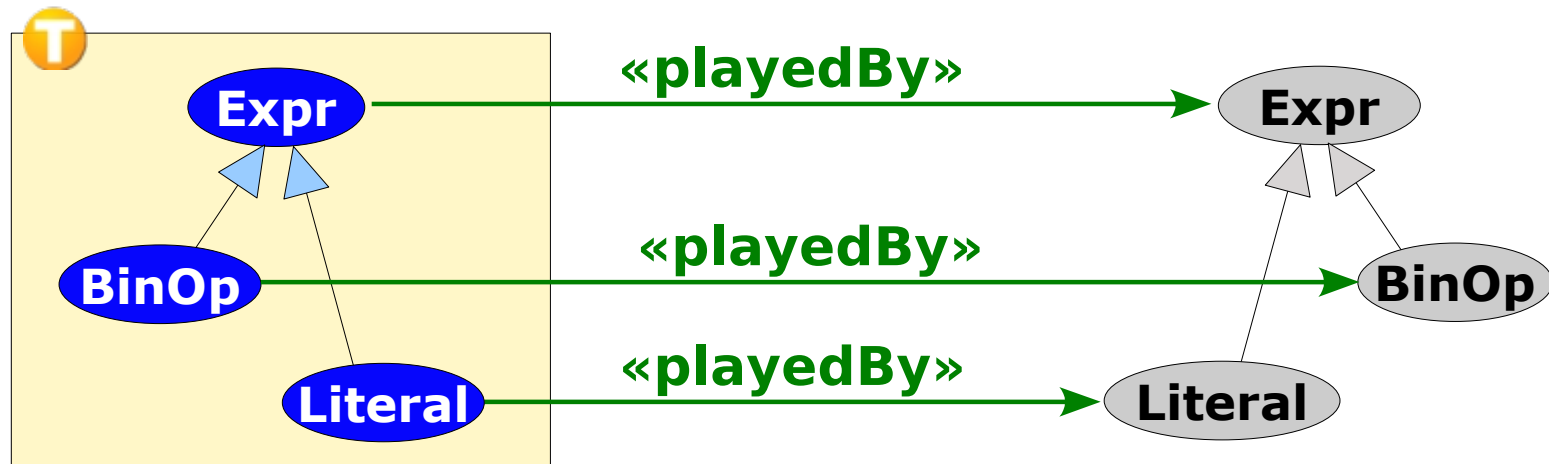 T
«playedBy»
Expr
Expr
«playedBy»
BinOp
BinOp
«playedBy»
Literal
Literal